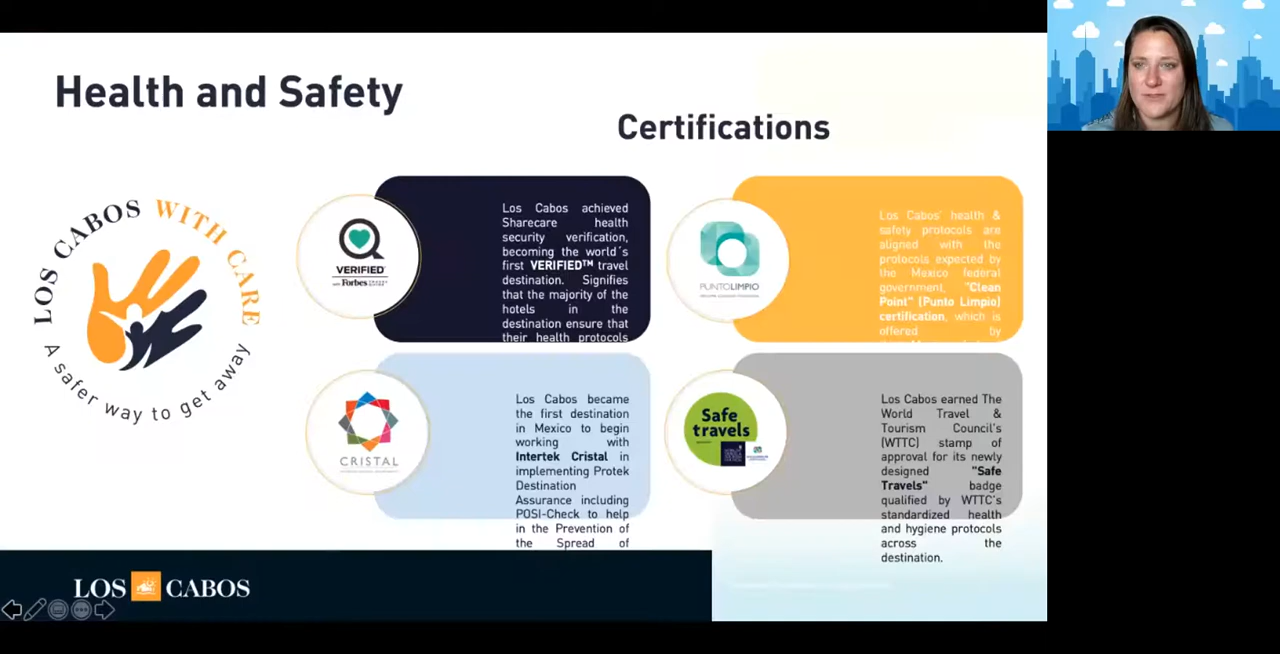 Health and Safety
Certifications
LOS CABOS WITH CARE
A safer way to get away
VERIFIED
with Forbes
Los Cabos achieved
Sharecare health
security verification,
becoming the world´s
first VERIFIED™ travel
destination. Signifies
that the majority of the
hotels in the
destination ensure that
their health protocols
PUNTOLIMPIO
Los Cabos' health &
safety protocols are
aligned with the
protocols expected by
the Mexico federal
government, "Clean
Point" (Punto Limpio)
certification, which is
offered by
CRISTAL
Los Cabos became
the first destination
in Mexico to begin
working with
Intertek Cristal in
implementing Protek
Destination
Assurance including
POSI-Check to help
in the Prevention of
the Spread of
Safe
travels
Los Cabos earned The
World Travel &
Tourism Council's
(WTTC) stamp of
approval for its newly
designed "Safe
Travels" badge
qualified by WTTC's
standardized health
and hygiene protocols
across the
destination.
LOS CABOS